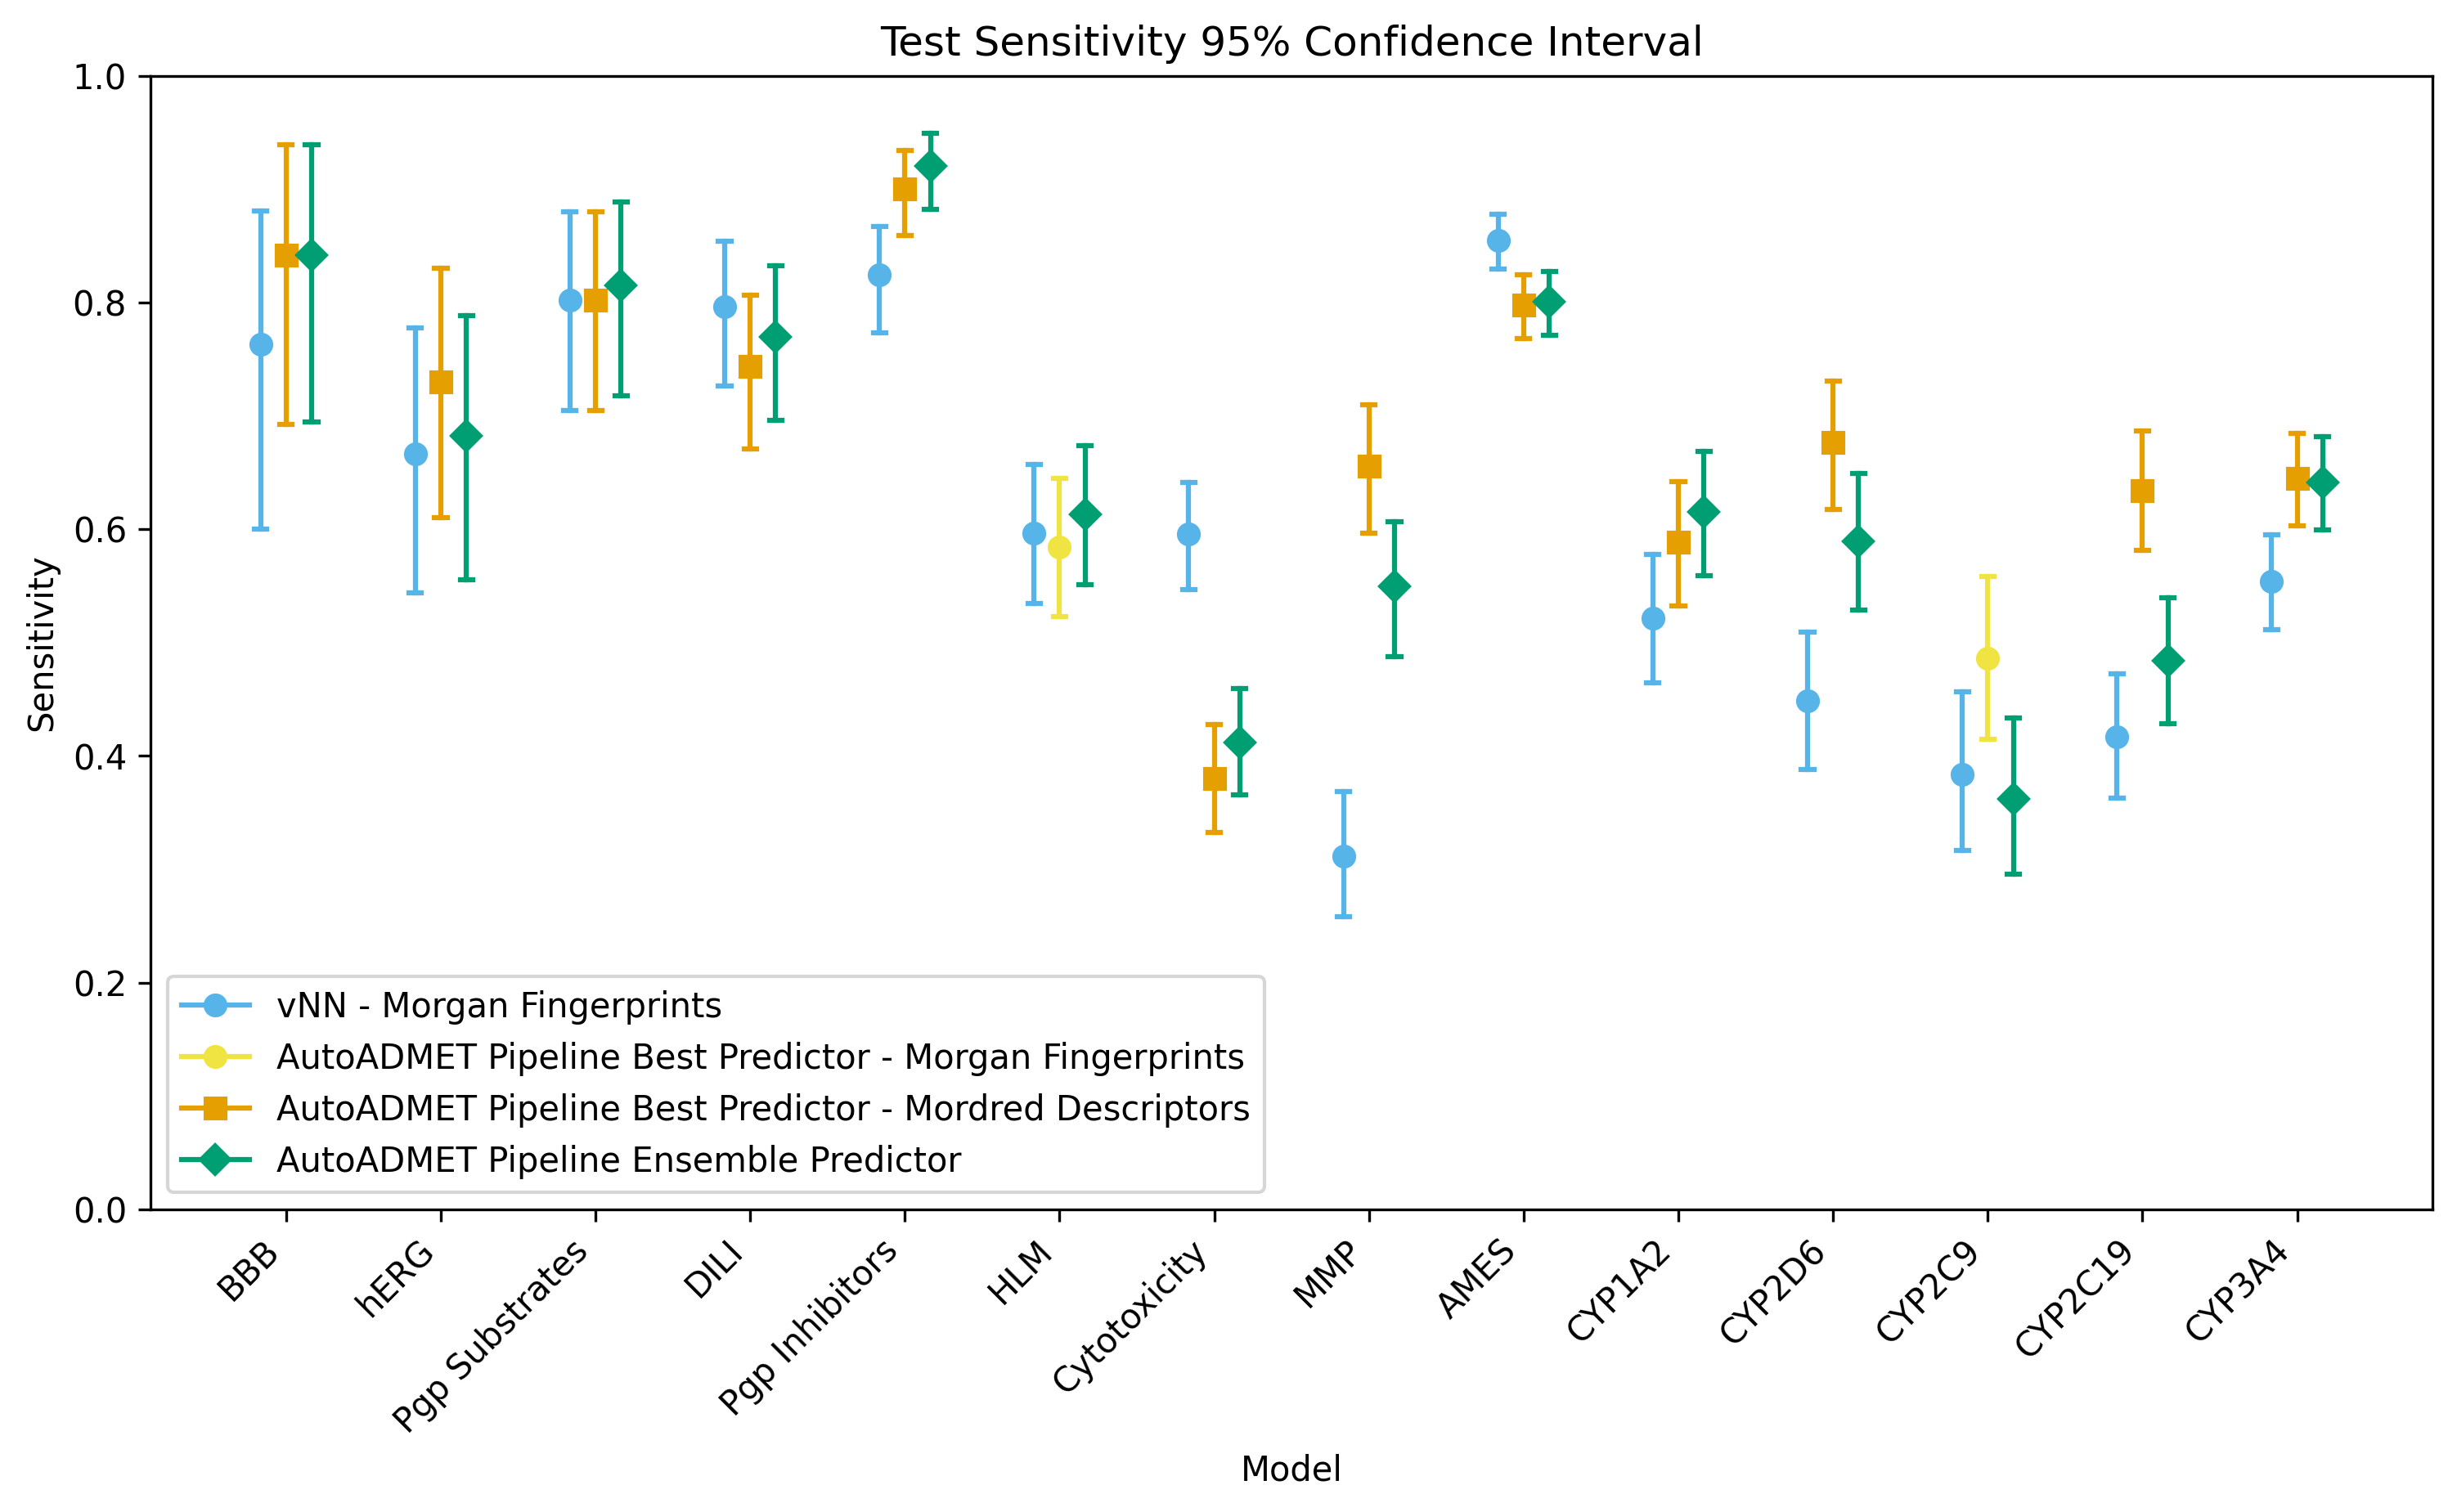 Test Sensitivity 95% Confidence Interval
1.0
0.8
0.6
0.4
0.2
0.0
Sensitivity
vNN - Morgan Fingerprints
AutoADMET Pipeline Best Predictor - Morgan Fingerprints
AutoADMET Pipeline Best Predictor - Mordred Descriptors
AutoADMET Pipeline Ensemble Predictor
BBB
hERG
Pgp Substrates
DILI
Pgp Inhibitors
HLM
Cytotoxicity
MMP
AMES
CYP1A2
CYP2D6
CYP2C9
CYP2C19
CYP3A4
Model